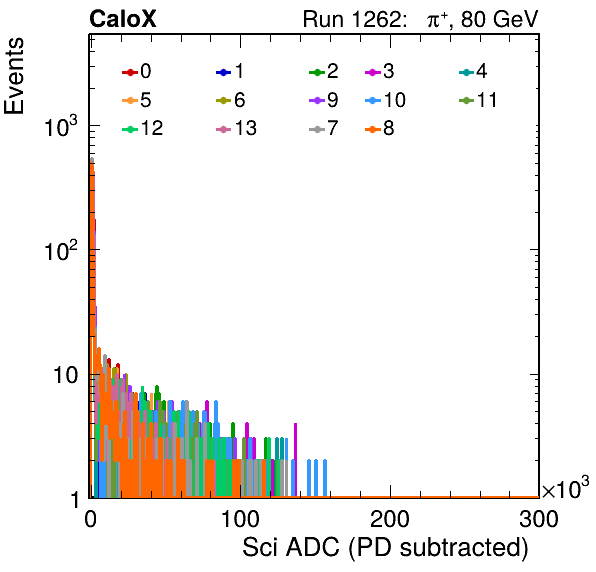 CaloX Run 1262: π⁺, 80 GeV
Events
0 1 2 3 4
5 6 9 10 11
12 13 7 8
10³
10²
10
1
0 100 200 300
×10³
Sci ADC (PD subtracted)